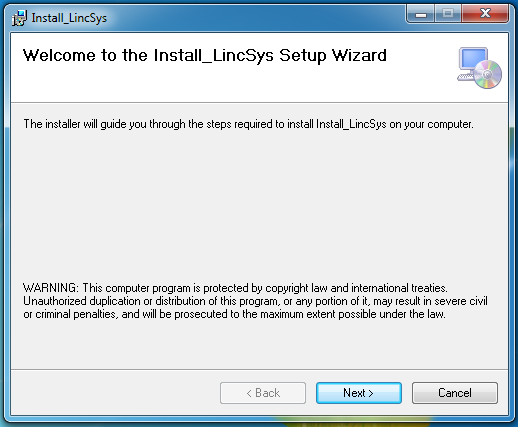 Install_LincSys
Welcome to the Install_LincSys Setup Wizard
The installer will guide you through the steps required to install Install_LincSys on your computer.
WARNING: This computer program is protected by copyright law and international treaties.
Unauthorized duplication or distribution of this program, or any portion of it, may result in severe civil
or criminal penalties, and will be prosecuted to the maximum extent possible under the law.
< Back
Next >
Cancel